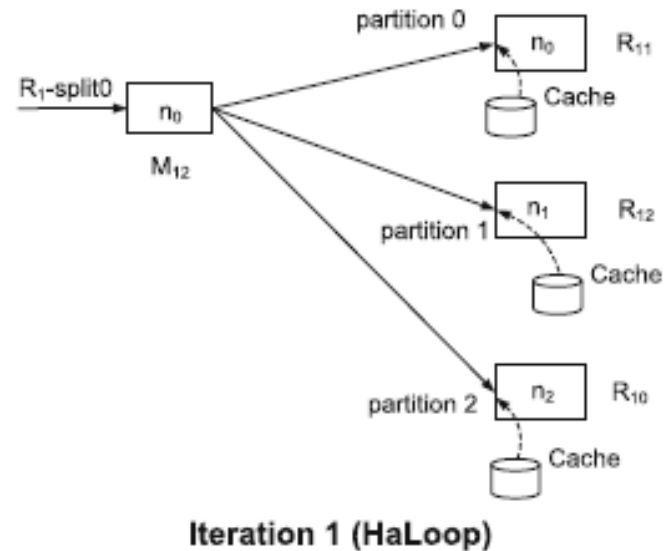 partition 0
n₀
R₁₁
R₁-split0
n₀
Cache
M₁₂
n₁
R₁₂
partition 1
Cache
n₂
R₁₀
partition 2
Cache
Iteration 1 (HaLoop)